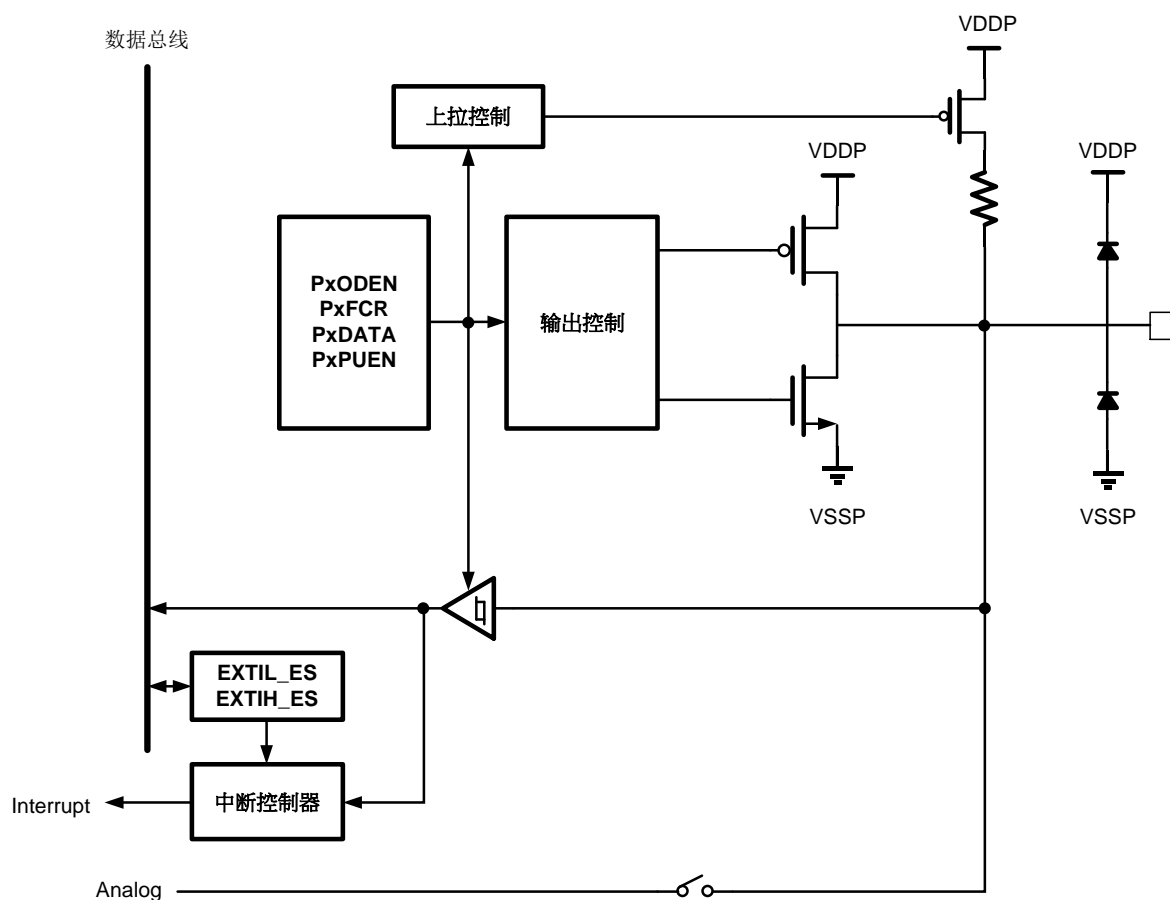 数据总线
VDDP
上拉控制
VDDP
VDDP
PxODEN
PxFCR
PxDATA
PxPUEN
输出控制
VSSP
VSSP
EXTIL_ES
EXTIH_ES
中断控制器
Interrupt
Analog